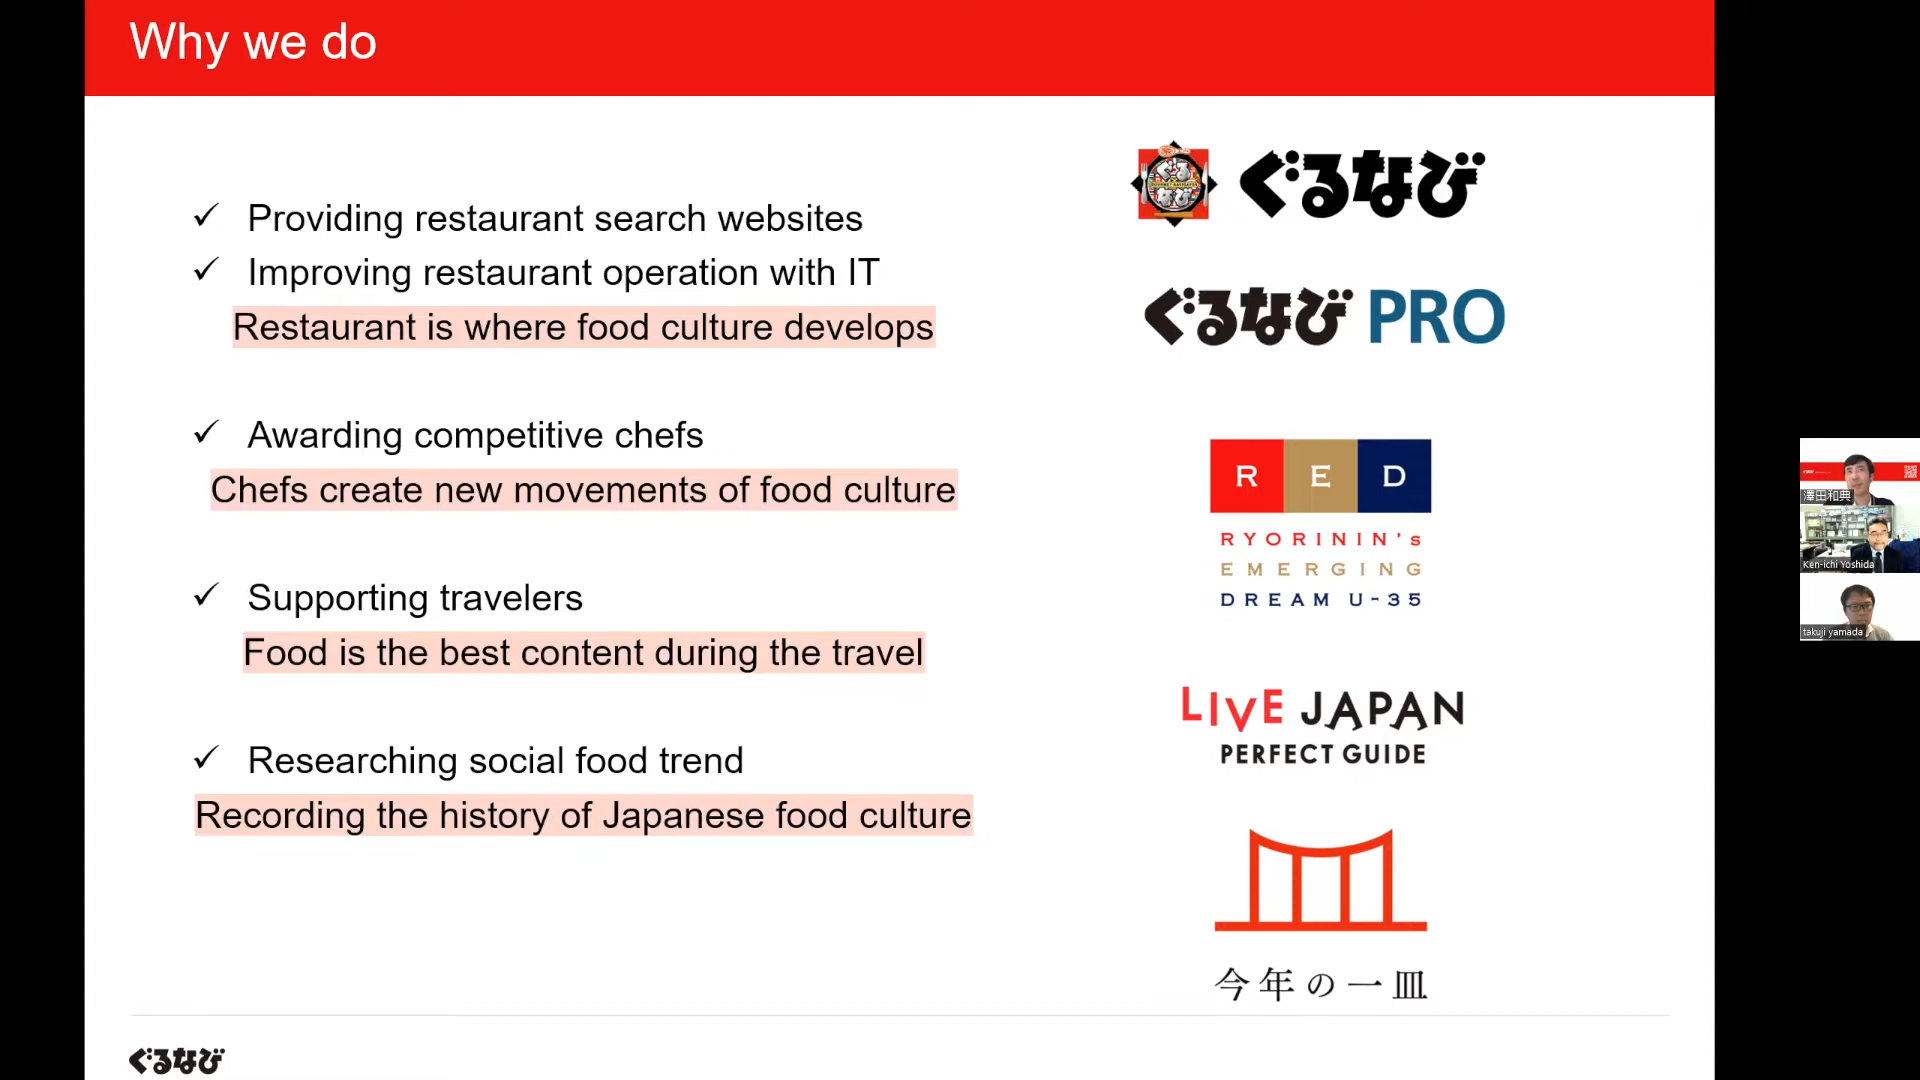 Why we do
Providing restaurant search websites
Improving restaurant operation with IT
Restaurant is where food culture develops
Awarding competitive chefs
Chefs create new movements of food culture
Supporting travelers
Food is the best content during the travel
Researching social food trend
Recording the history of Japanese food culture
ぐるなび
ぐるなび
ぐるなび PRO
R E D
RYORININ's
EMERGING
DREAM U-35
LIVE JAPAN
PERFECT GUIDE
今年の一皿
ぐるなび
澤田和典
Ken-ichi Yoshida
takuji yamada